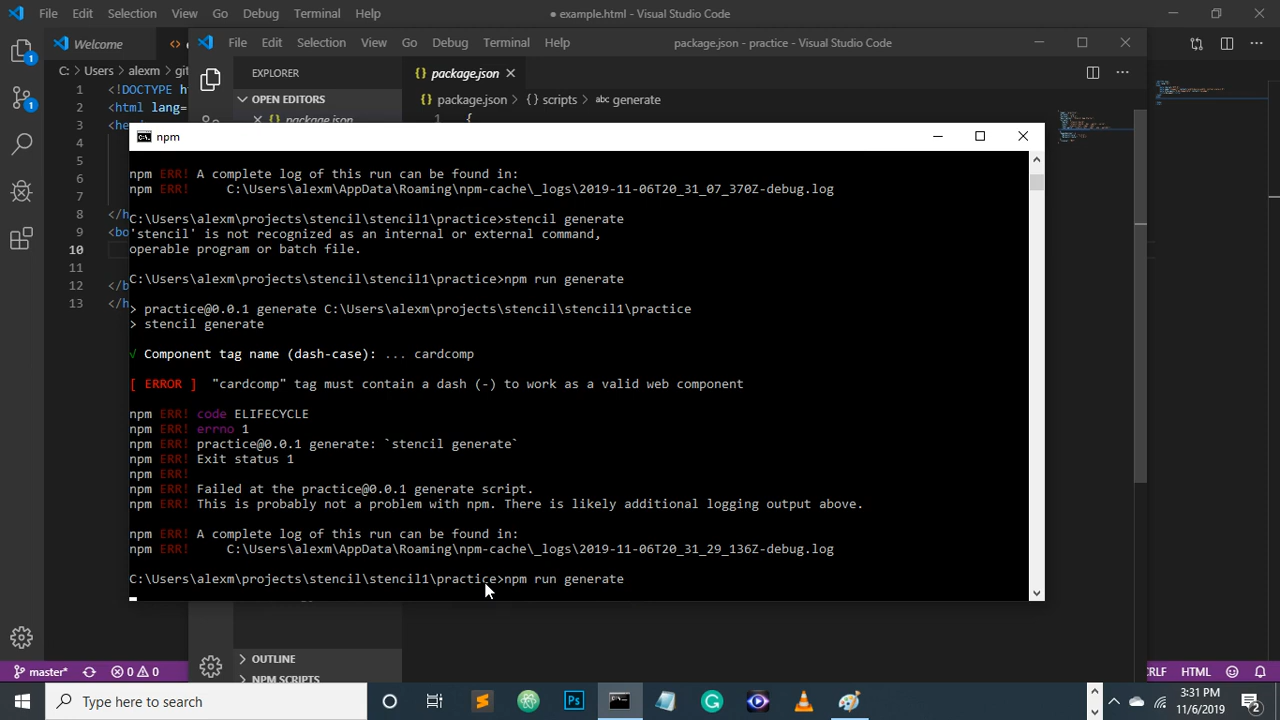 File Edit Selection View Go Debug Terminal Help
● example.html - Visual Studio Code
Welcome
File Edit Selection View Go Debug Terminal Help
package.json - practice - Visual Studio Code
C: > Users > alexm > git
EXPLORER
OPEN EDITORS
package.json
{} package.json
{} package.json > {} scripts > abc generate
1 {
1 <!DOCTYPE h
2 <html lang=
3 <he
4
5
6
7
8 </h
9 <bo
10
11
12 </b
13 </h
npm
npm ERR! A complete log of this run can be found in:
npm ERR!     C:\Users\alexm\AppData\Roaming\npm-cache\_logs\2019-11-06T20_31_07_370Z-debug.log
C:\Users\alexm\projects\stencil\stencil1\practice>stencil generate
'stencil' is not recognized as an internal or external command,
operable program or batch file.
C:\Users\alexm\projects\stencil\stencil1\practice>npm run generate
> practice@0.0.1 generate C:\Users\alexm\projects\stencil\stencil1\practice
> stencil generate
√ Component tag name (dash-case): ... cardcomp
[ ERROR ]  "cardcomp" tag must contain a dash (-) to work as a valid web component
npm ERR! code ELIFECYCLE
npm ERR! errno 1
npm ERR! practice@0.0.1 generate: `stencil generate`
npm ERR! Exit status 1
npm ERR!
npm ERR! Failed at the practice@0.0.1 generate script.
npm ERR! This is probably not a problem with npm. There is likely additional logging output above.
npm ERR! A complete log of this run can be found in:
npm ERR!     C:\Users\alexm\AppData\Roaming\npm-cache\_logs\2019-11-06T20_31_29_136Z-debug.log
C:\Users\alexm\projects\stencil\stencil1\practice>npm run generate
OUTLINE
NPM SCRIPTS
master* 0 0
CRLF HTML
Type here to search
Ps
3:31 PM
11/6/2019
2